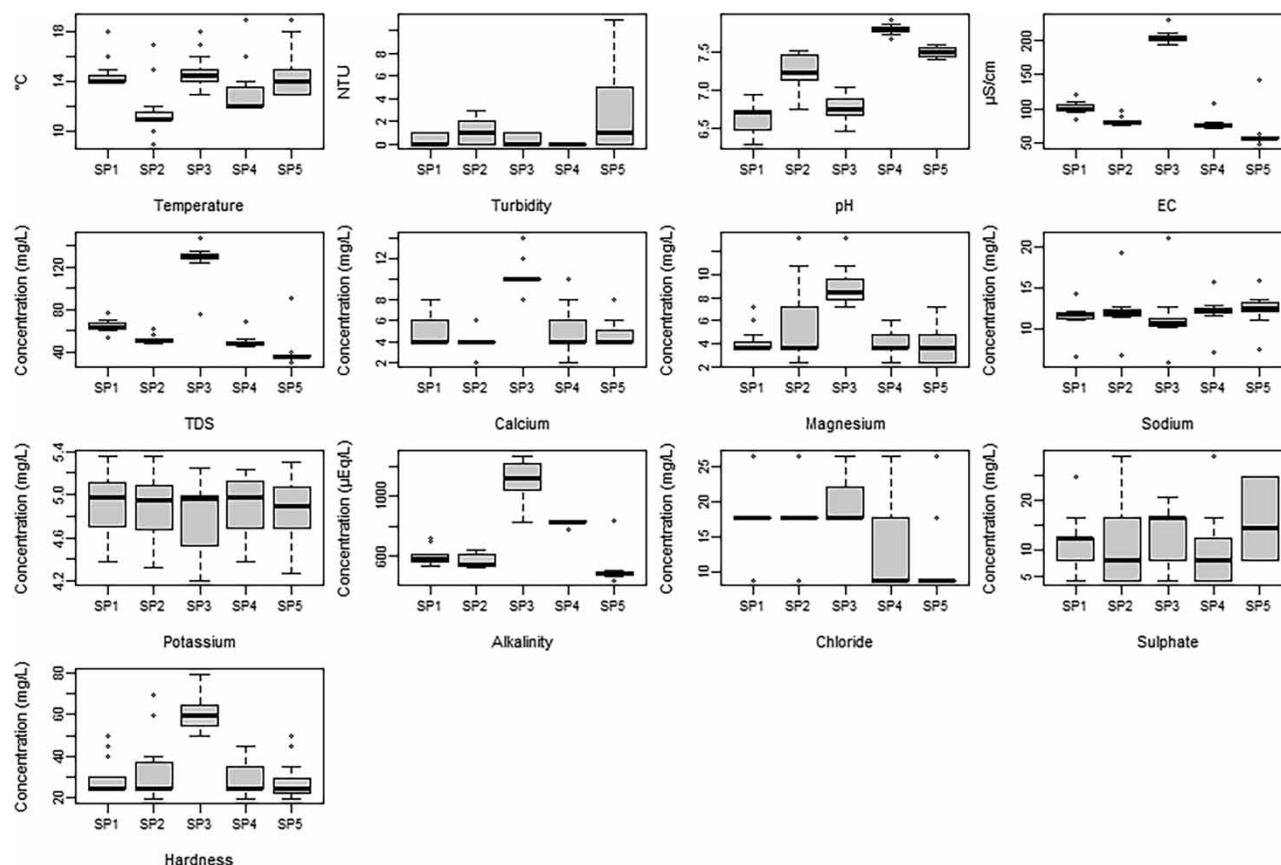 °C
18
16
14
12
10
SP1 SP2 SP3 SP4 SP5
Temperature
NTU
10
8
6
4
2
0
SP1 SP2 SP3 SP4 SP5
Turbidity
7.5
7.0
6.5
SP1 SP2 SP3 SP4 SP5
pH
µS/cm
200
150
100
50
SP1 SP2 SP3 SP4 SP5
EC
Concentration (mg/L)
120
80
40
SP1 SP2 SP3 SP4 SP5
TDS
Concentration (mg/L)
14
12
10
8
6
4
2
SP1 SP2 SP3 SP4 SP5
Calcium
Concentration (mg/L)
10
8
6
4
2
SP1 SP2 SP3 SP4 SP5
Magnesium
Concentration (mg/L)
20
15
10
SP1 SP2 SP3 SP4 SP5
Sodium
Concentration (mg/L)
5.4
5.0
4.6
4.2
SP1 SP2 SP3 SP4 SP5
Potassium
Concentration (µEq/L)
1000
600
SP1 SP2 SP3 SP4 SP5
Alkalinity
Concentration (mg/L)
25
20
15
10
SP1 SP2 SP3 SP4 SP5
Chloride
Concentration (mg/L)
20
15
10
5
SP1 SP2 SP3 SP4 SP5
Sulphate
Concentration (mg/L)
80
60
40
20
SP1 SP2 SP3 SP4 SP5
Hardness